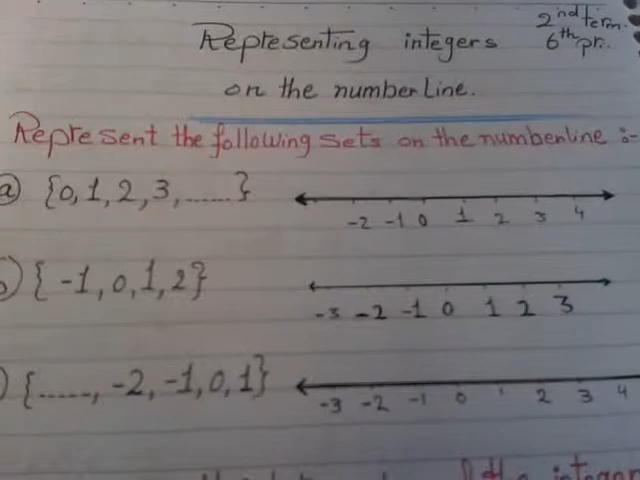 Representing integers
2nd term.
6th pr.
on the number Line.
Represent the following sets on the numberline :-
a) {0, 1, 2, 3, ......}
-2 -1 0 1 2 3 4
) { -1, 0, 1, 2}
-3 -2 -1 0 1 2 3
) {....., -2, -1, 0, 1}
-3 -2 -1 0 1 2 3 4